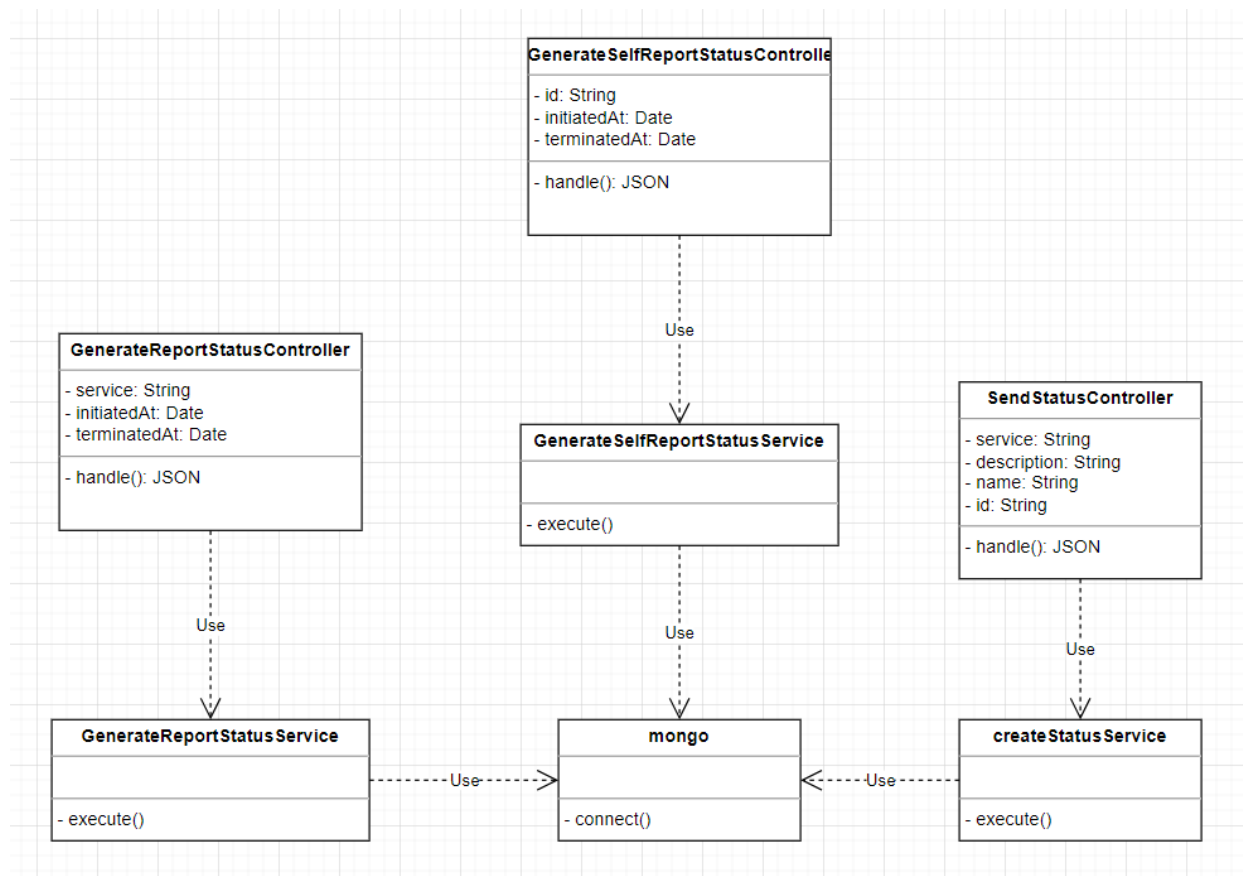 GenerateSelfReportStatusControlle
- id: String
- initiatedAt: Date
- terminatedAt: Date
- handle(): JSON
Use
GenerateReportStatusController
- service: String
- initiatedAt: Date
- terminatedAt: Date
- handle(): JSON
Use
GenerateSelfReportStatusService
- execute()
Use
SendStatusController
- service: String
- description: String
- name: String
- id: String
- handle(): JSON
Use
GenerateReportStatusService
- execute()
Use
mongo
- connect()
Use
createStatusService
- execute()